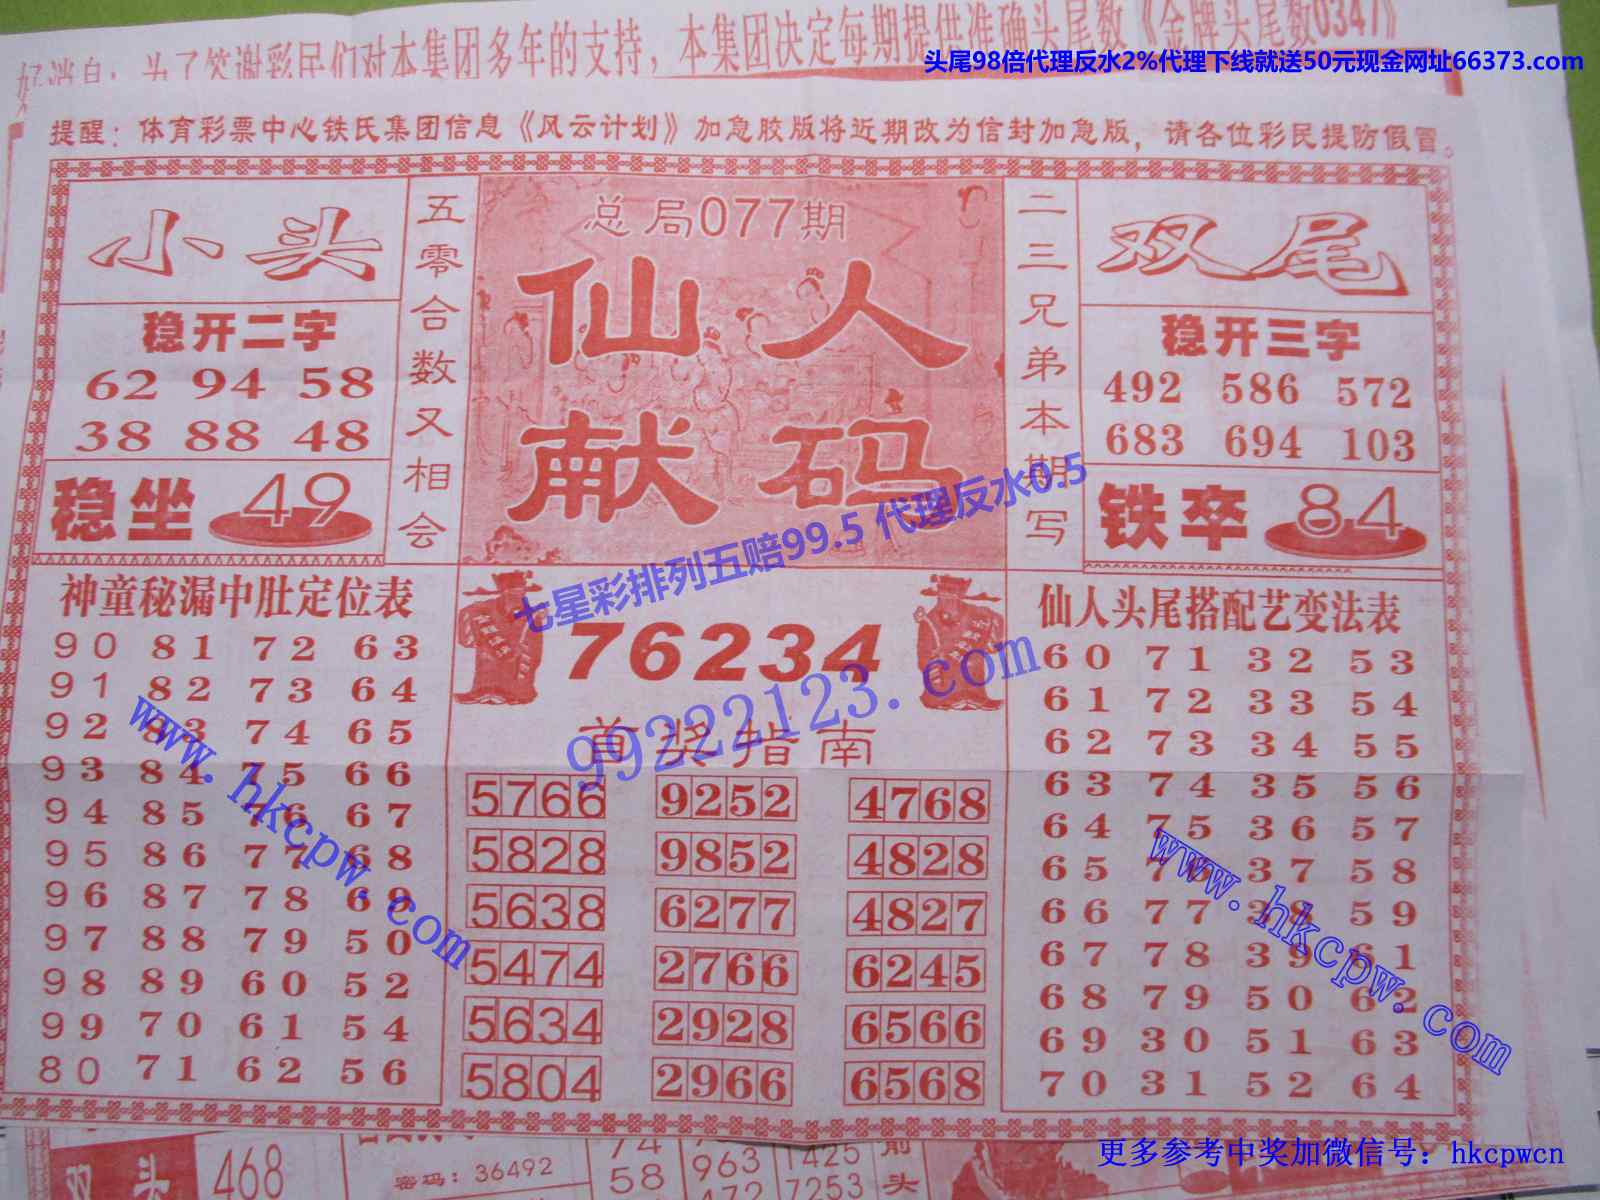 好消息：为了答谢彩民们对本集团多年的支持，本集团决定每期提供准确头尾数《金牌头尾数0347》
头尾98倍代理反水2%代理下线就送50元现金网址66373.com
提醒：体育彩票中心铁氏集团信息《风云计划》加急胶版将近期改为信封加急版，请各位彩民提防假冒。
小头
稳开二字
62 94 58
38 88 48
稳坐 49
五零合数又相会
总局077期
仙人
献码
二三兄弟本期写
双尾
稳开三字
492 586 572
683 694 103
铁卒 84
七星彩排列五赔99.5 代理反水0.5
神童秘漏中肚定位表
90 81 72 63
91 82 73 64
92 83 74 65
93 84 75 66
94 85 76 67
95 86 77 68
96 87 78 69
97 88 79 50
98 89 60 52
99 70 61 54
80 71 62 56
www.hkcpw.com
76234
99222123.com
首奖指南
5766 9252 4768
5828 9852 4828
5638 6277 4827
5474 2766 6245
5634 2928 6566
5804 2966 6568
仙人头尾搭配艺变法表
60 71 32 53
61 72 33 54
62 73 34 55
63 74 35 56
64 75 36 57
65 76 37 58
66 77 38 59
67 78 39 61
68 79 50 62
69 30 51 63
70 31 52 64
www.hkcpw.com
双头 468
密码：36492
74
58
963
472
1425
7253
前
头
更多参考中奖加微信号：hkcpwcn